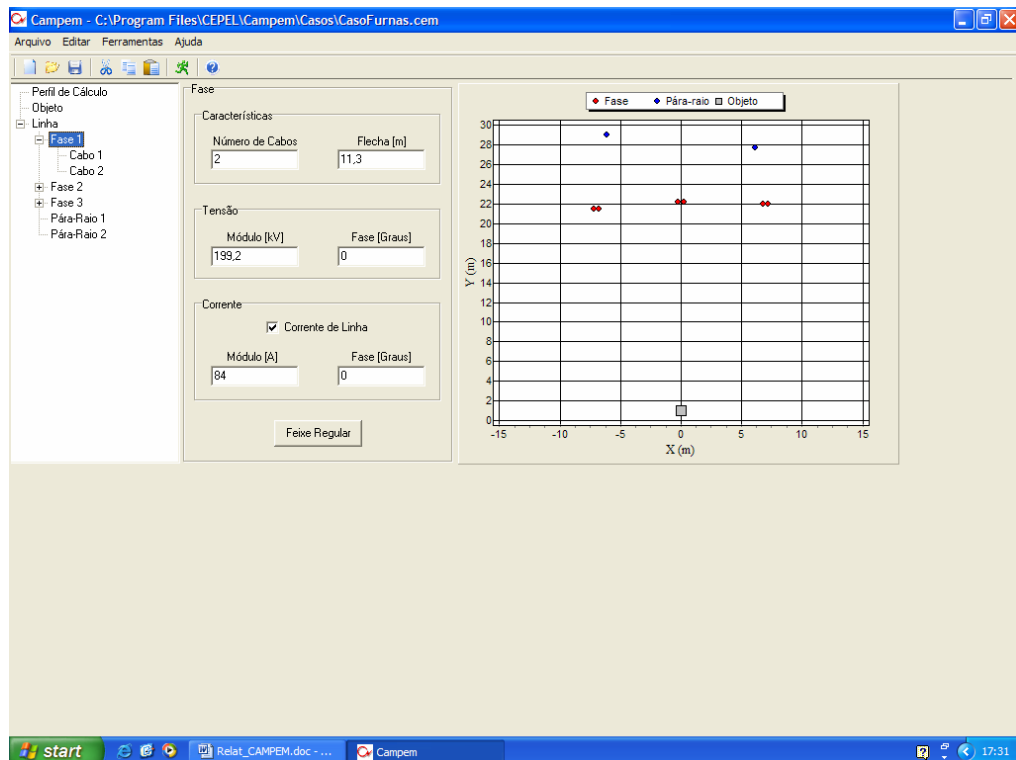 Campem - C:\Program Files\CEPEL\Campem\Casos\CasoFurnas.cem
Arquivo Editar Ferramentas Ajuda
Perfil de Cálculo
Objeto
Linha
Fase 1
Cabo 1
Cabo 2
Fase 2
Fase 3
Pára-Raio 1
Pára-Raio 2
Fase
Características
Número de Cabos Flecha [m]
2 11,3
Tensão
Módulo [kV] Fase [Graus]
199,2 0
Corrente
Corrente de Linha
Módulo [A] Fase [Graus]
84 0
Feixe Regular
Fase Pára-raio Objeto
30
28
26
24
22
20
18
16
14
12
10
8
6
4
2
0
Y (m)
-15 -10 -5 0 5 10 15
X (m)
start Relat_CAMPEM.doc - ... Campem 17:31